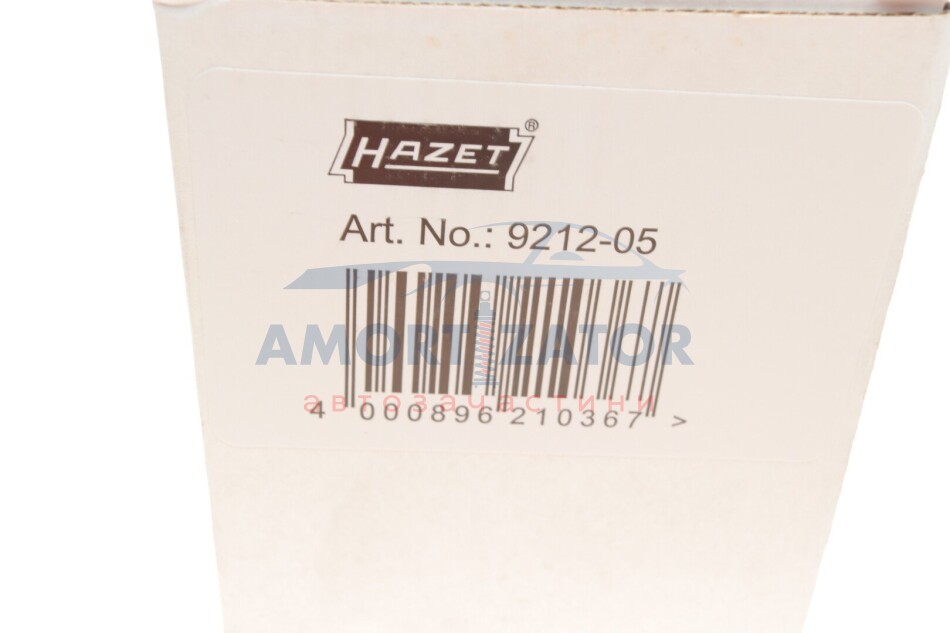 HAZET®
Art. No.: 9212-05
AMORTIZATOR
автозапчастини
4 000896 210367 >